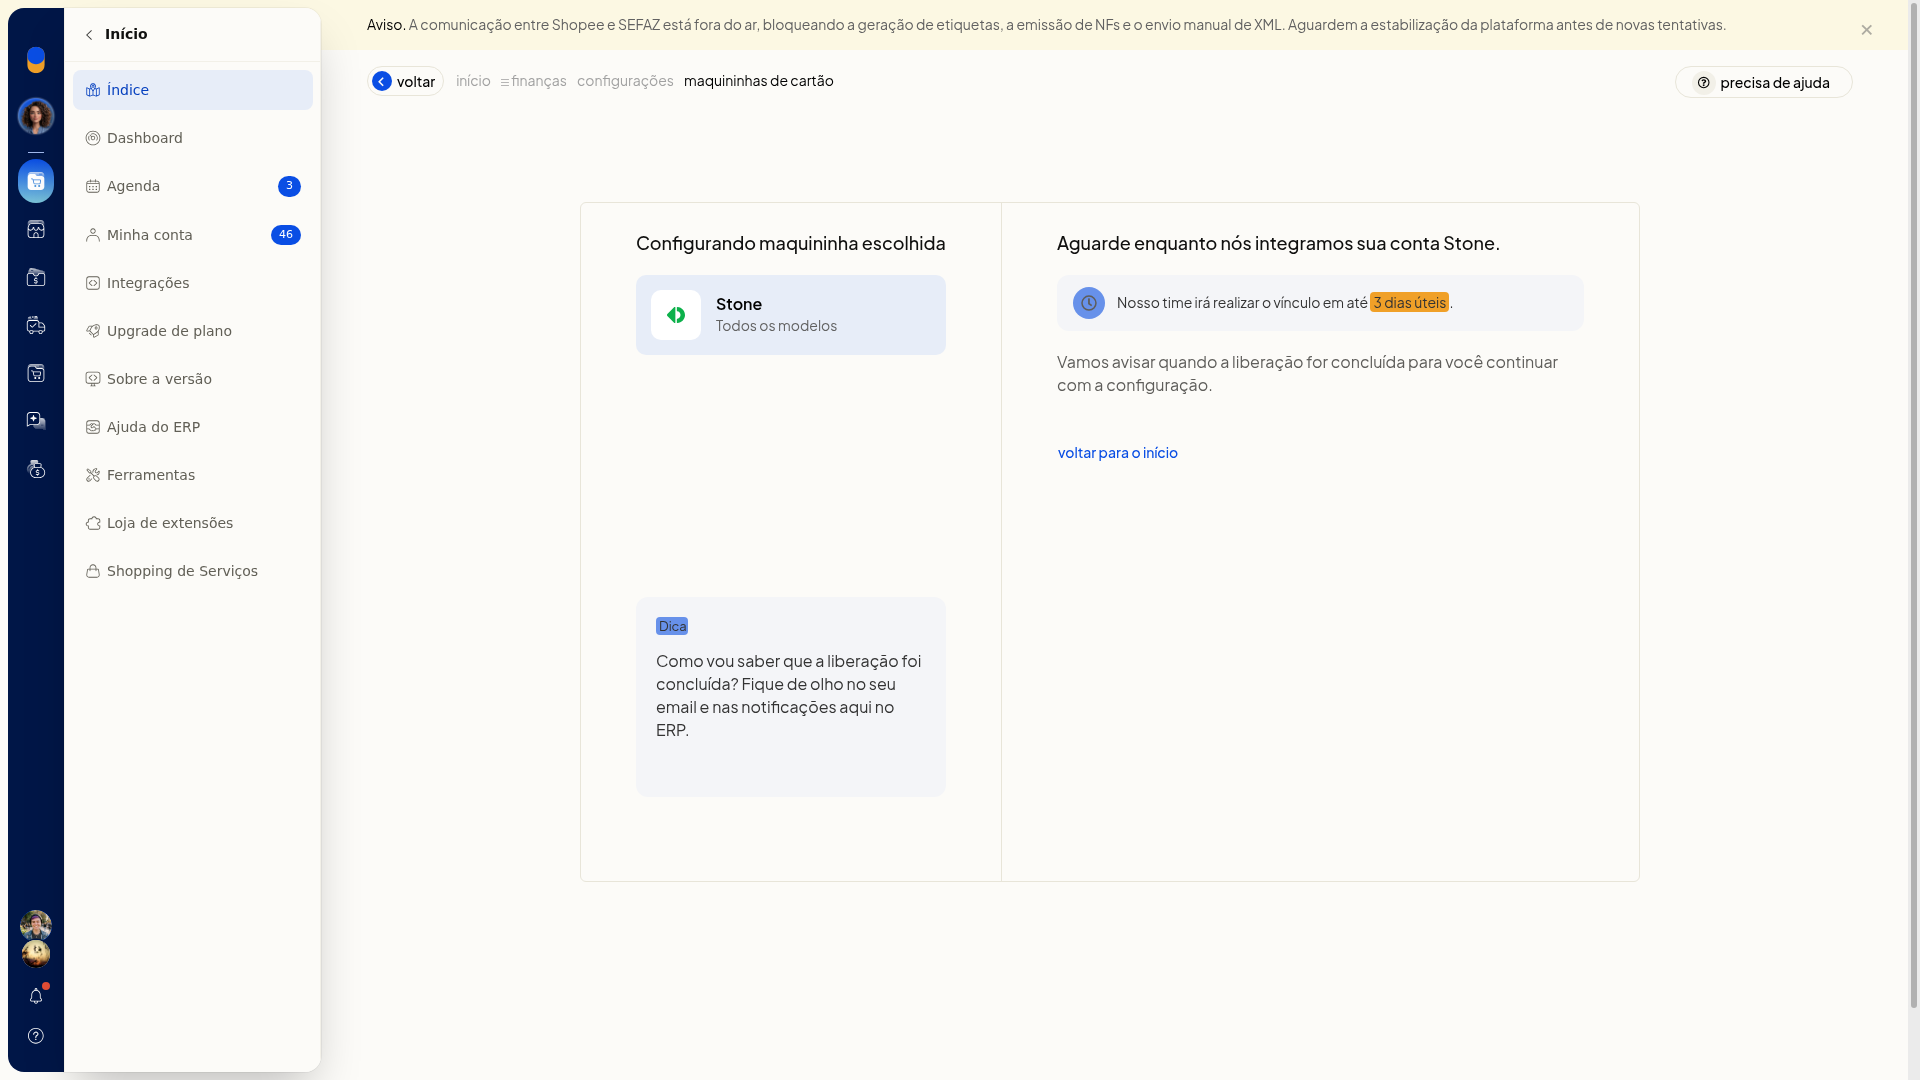 Início
Índice
Dashboard
Agenda
3
Minha conta
46
Integrações
Upgrade de plano
Sobre a versão
Ajuda do ERP
Ferramentas
Loja de extensões
Shopping de Serviços
Aviso. A comunicação entre Shopee e SEFAZ está fora do ar, bloqueando a geração de etiquetas, a emissão de NFs e o envio manual de XML. Aguardem a estabilização da plataforma antes de novas tentativas.
voltar início finanças configurações maquininhas de cartão
precisa de ajuda
Configurando maquininha escolhida
Stone
Todos os modelos
Dica
Como vou saber que a liberação foi
concluída? Fique de olho no seu
email e nas notificações aqui no
ERP.
Aguarde enquanto nós integramos sua conta Stone.
Nosso time irá realizar o vínculo em até 3 dias úteis.
Vamos avisar quando a liberação for concluída para você continuar
com a configuração.
voltar para o início